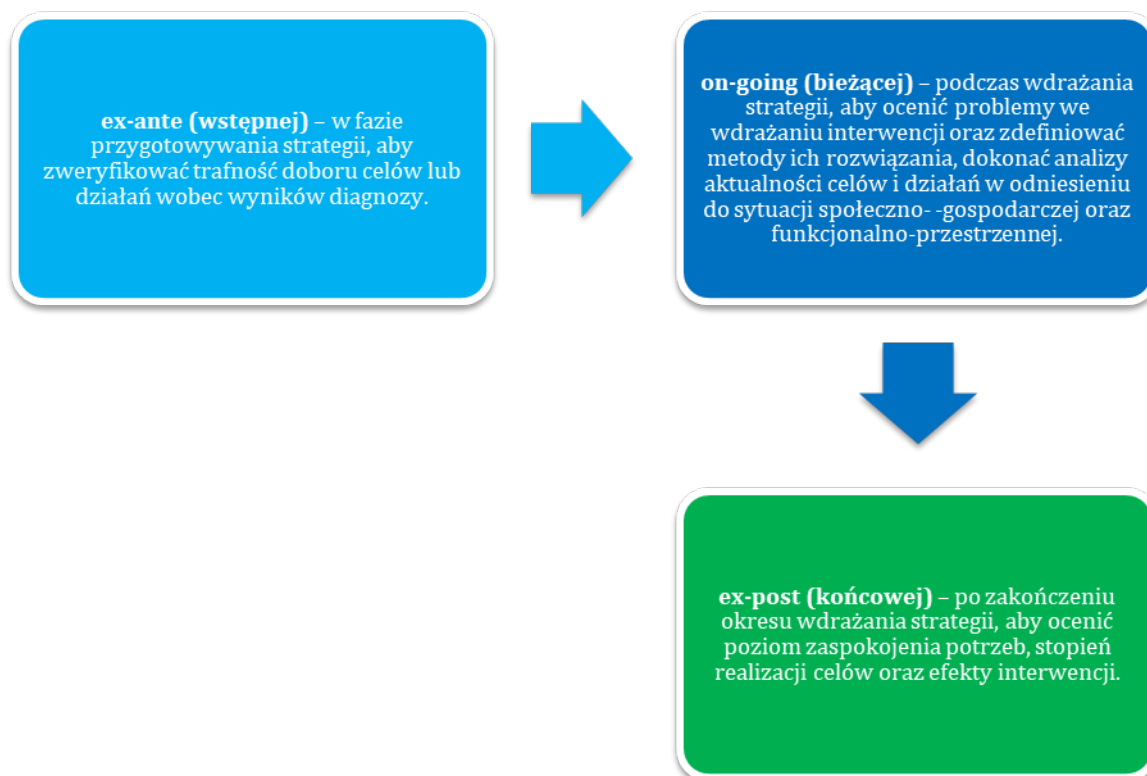 ex-ante (wstępnej) – w fazie
przygotowywania strategii, aby
zweryfikować trafność doboru celów lub
działań wobec wyników diagnozy.
on-going (bieżącej) – podczas wdrażania
strategii, aby ocenić problemy we
wdrażaniu interwencji oraz zdefiniować
metody ich rozwiązania, dokonać analizy
aktualności celów i działań w odniesieniu
do sytuacji społeczno- -gospodarczej oraz
funkcjonalno-przestrzennej.
ex-post (końcowej) – po zakończeniu
okresu wdrażania strategii, aby ocenić
poziom zaspokojenia potrzeb, stopień
realizacji celów oraz efekty interwencji.